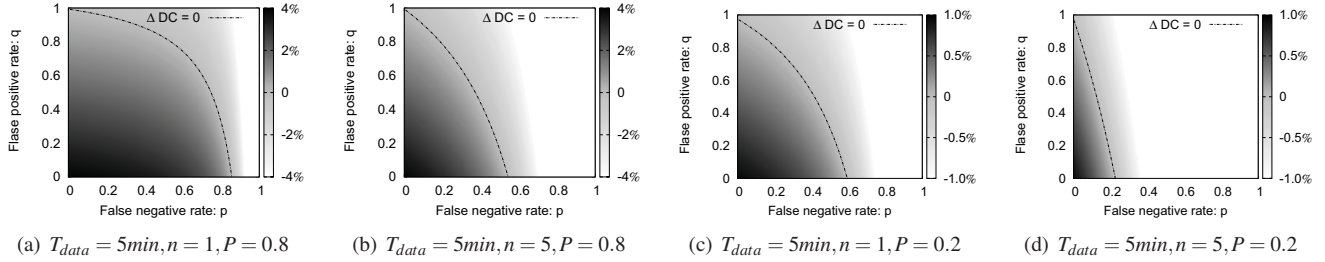 Δ DC = 0
Flase positive rate: q
1
0.8
0.6
0.4
0.2
0
0 0.2 0.4 0.6 0.8 1
False negative rate: p
4%
2%
0
-2%
-4%
(a) T_data = 5min, n = 1, P = 0.8
Δ DC = 0
Flase positive rate: q
1
0.8
0.6
0.4
0.2
0
0 0.2 0.4 0.6 0.8 1
False negative rate: p
4%
2%
0
-2%
-4%
(b) T_data = 5min, n = 5, P = 0.8
Δ DC = 0
Flase positive rate: q
1
0.8
0.6
0.4
0.2
0
0 0.2 0.4 0.6 0.8 1
False negative rate: p
1.0%
0.5%
0
-0.5%
-1.0%
(c) T_data = 5min, n = 1, P = 0.2
Δ DC = 0
Flase positive rate: q
1
0.8
0.6
0.4
0.2
0
0 0.2 0.4 0.6 0.8 1
False negative rate: p
1.0%
0.5%
0
-0.5%
-1.0%
(d) T_data = 5min, n = 5, P = 0.2